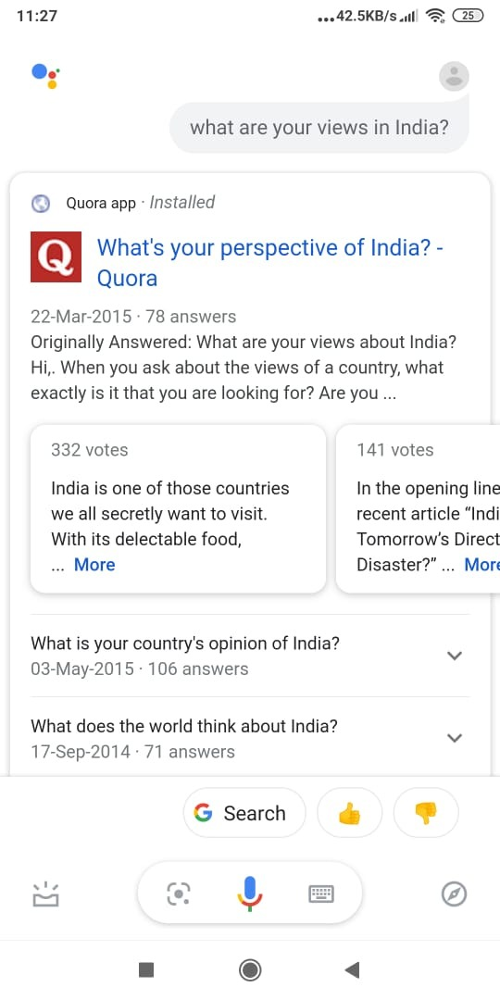 11:27
...42.5KB/s
25
what are your views in India?
Quora app · Installed
Q
What's your perspective of India? -
Quora
22-Mar-2015 · 78 answers
Originally Answered: What are your views about India?
Hi,. When you ask about the views of a country, what
exactly is it that you are looking for? Are you ...
332 votes
India is one of those countries
we all secretly want to visit.
With its delectable food,
... More
141 votes
In the opening line
recent article “Indi
Tomorrow’s Direct
Disaster?” ... More
What is your country's opinion of India?
03-May-2015 · 106 answers
What does the world think about India?
17-Sep-2014 · 71 answers
G Search